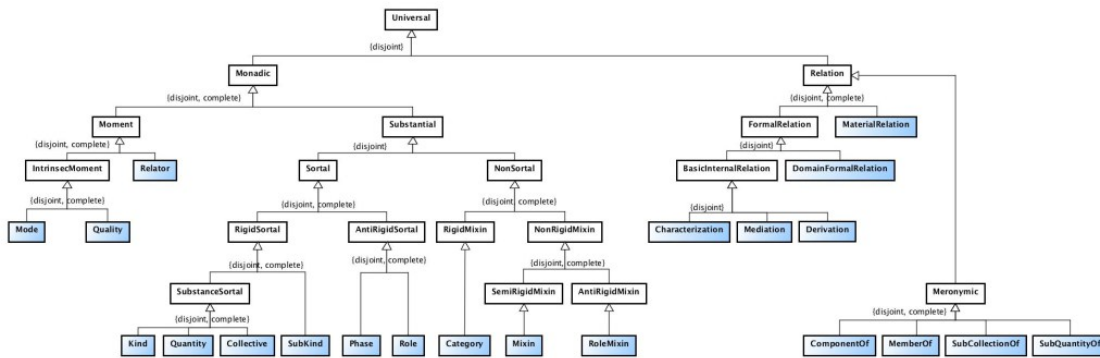 Universal
{disjoint}
Monadic
Relation
{disjoint, complete}
{disjoint, complete}
Moment
Substantial
FormalRelation
MaterialRelation
{disjoint, complete}
{disjoint}
{disjoint}
IntrinsecMoment
Relator
Sortal
NonSortal
BasicInternalRelation
DomainFormalRelation
{disjoint, complete}
{disjoint, complete}
{disjoint, complete}
{disjoint}
Mode
Quality
RigidSortal
AntiRigidSortal
RigidMixin
NonRigidMixin
Characterization
Mediation
Derivation
{disjoint, complete}
{disjoint, complete}
{disjoint, complete}
SubstanceSortal
SemiRigidMixin
AntiRigidMixin
Meronymic
{disjoint, complete}
{disjoint, complete}
Kind
Quantity
Collective
SubKind
Phase
Role
Category
Mixin
RoleMixin
ComponentOf
MemberOf
SubCollectionOf
SubQuantityOf